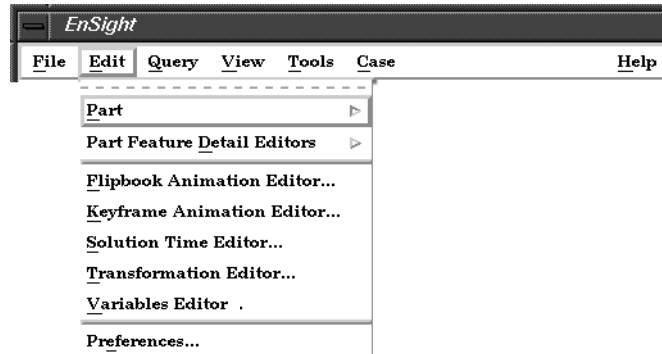 EnSight
File Edit Query View Tools Case Help
Part
Part Feature Detail Editors
Flipbook Animation Editor...
Keyframe Animation Editor...
Solution Time Editor...
Transformation Editor...
Variables Editor .
Preferences...